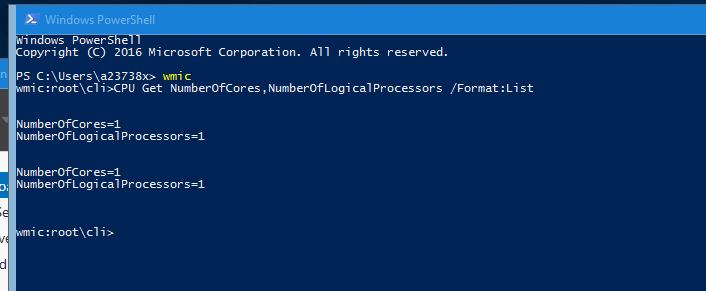 Windows PowerShell
Windows PowerShell
Copyright (C) 2016 Microsoft Corporation. All rights reserved.
PS C:\Users\a23738x> wmic
wmic:root\cli>CPU Get NumberOfCores,NumberOfLogicalProcessors /Format:List
NumberOfCores=1
NumberOfLogicalProcessors=1
NumberOfCores=1
NumberOfLogicalProcessors=1
wmic:root\cli>